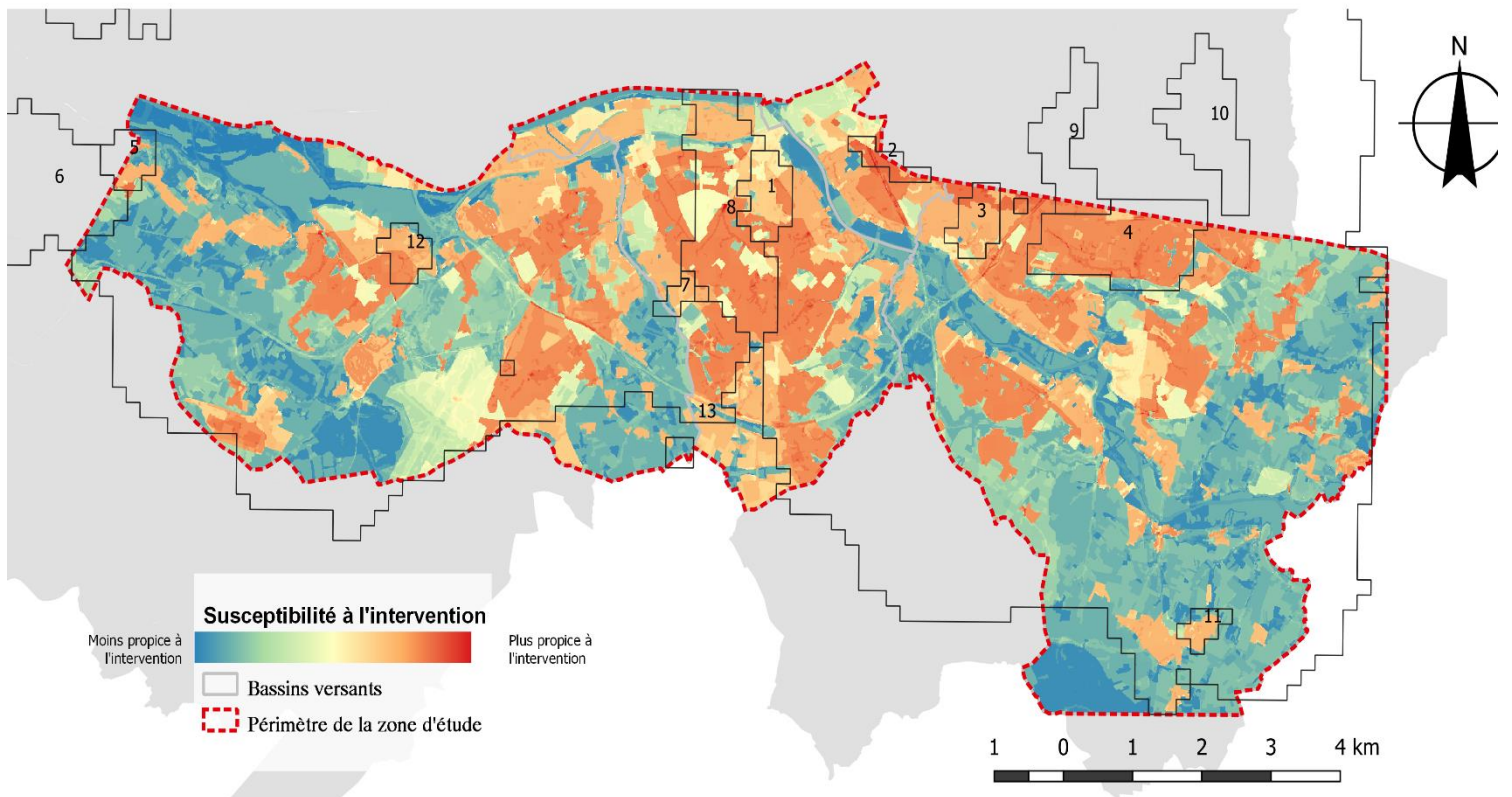 N
10
9
5
2
6
1
8
3
4
12
7
13
11
Susceptibilité à l'intervention
Moins propice à
l'intervention
Plus propice à
l'intervention
Bassins versants
Périmètre de la zone d'étude
1 0 1 2 3 4 km